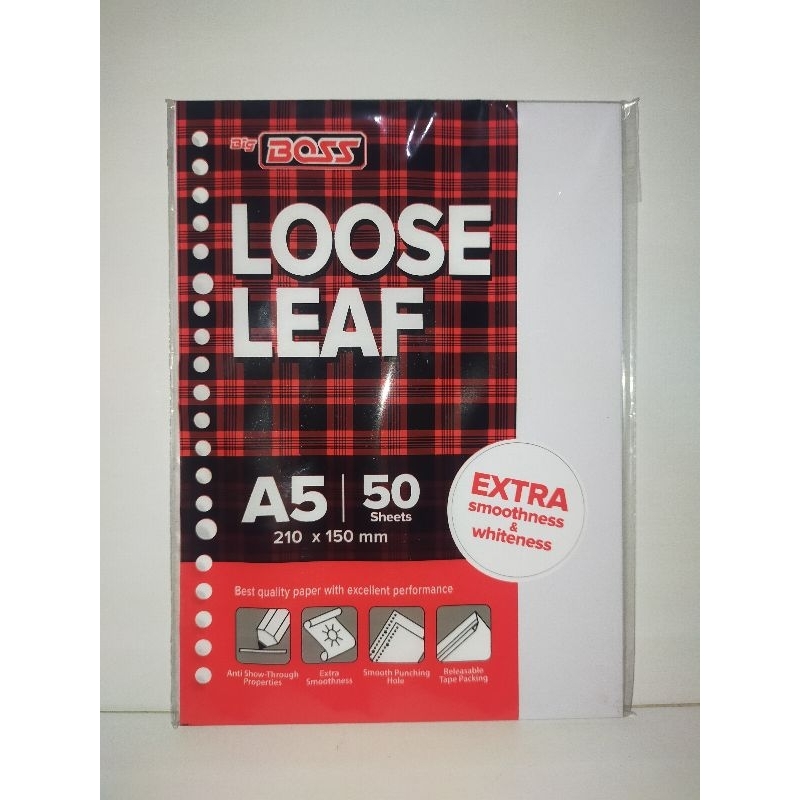 Big BOSS
LOOSE
LEAF
A5 | 50
Sheets
210 x 150 mm
EXTRA
smoothness
&
whiteness
Best quality paper with excellent performance
Anti Show-Through
Properties
Extra
Smoothness
Smooth Punching
Hole
Releasable
Tape Packing